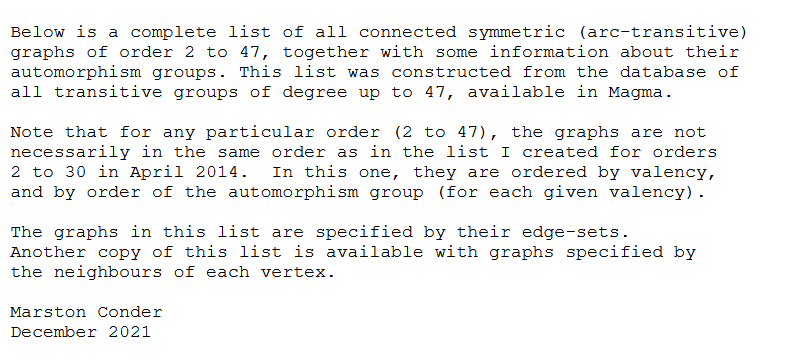 Below is a complete list of all connected symmetric (arc-transitive)
graphs of order 2 to 47, together with some information about their
automorphism groups. This list was constructed from the database of
all transitive groups of degree up to 47, available in Magma.
Note that for any particular order (2 to 47), the graphs are not
necessarily in the same order as in the list I created for orders
2 to 30 in April 2014.  In this one, they are ordered by valency,
and by order of the automorphism group (for each given valency).
The graphs in this list are specified by their edge-sets.
Another copy of this list is available with graphs specified by
the neighbours of each vertex.
Marston Conder
December 2021